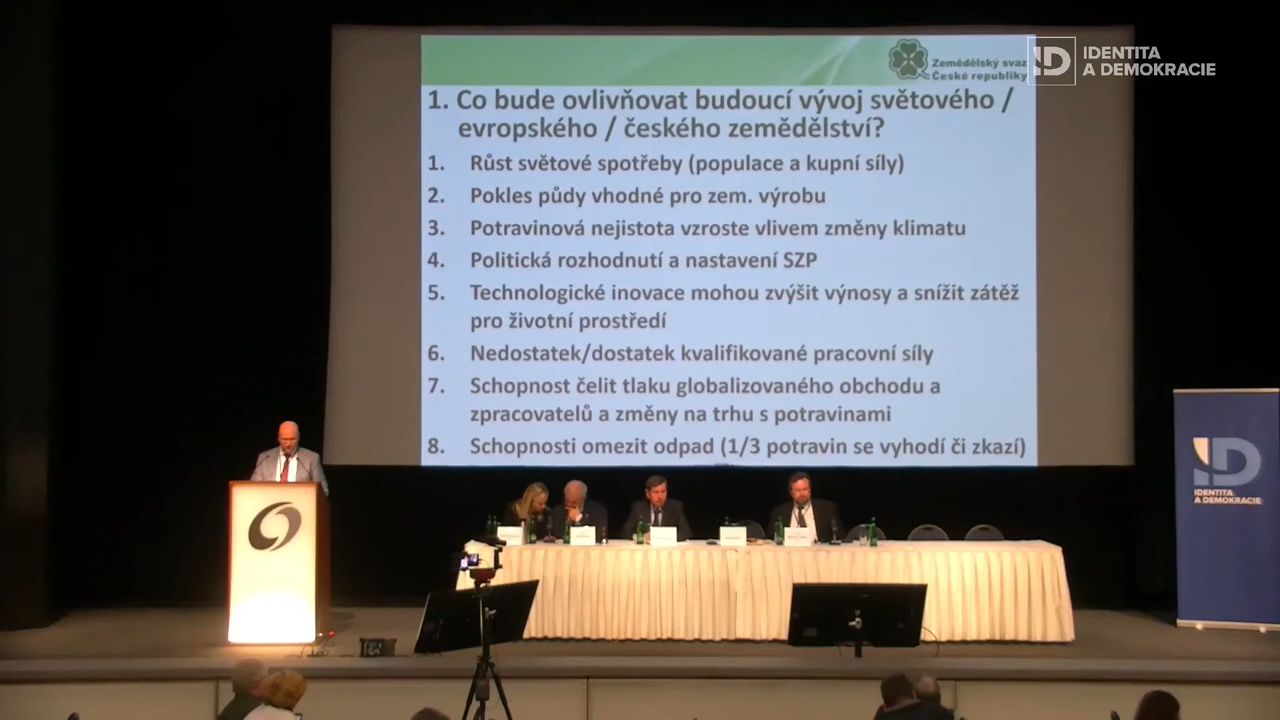 Zemědělský svaz
České republiky
ID IDENTITA
A DEMOKRACIE
1. Co bude ovlivňovat budoucí vývoj světového /
evropského / českého zemědělství?
1. Růst světové spotřeby (populace a kupní síly)
2. Pokles půdy vhodné pro zem. výrobu
3. Potravinová nejistota vzroste vlivem změny klimatu
4. Politická rozhodnutí a nastavení SZP
5. Technologické inovace mohou zvýšit výnosy a snížit zátěž
pro životní prostředí
6. Nedostatek/dostatek kvalifikované pracovní síly
7. Schopnost čelit tlaku globalizovaného obchodu a
zpracovatelů a změny na trhu s potravinami
8. Schopnosti omezit odpad (1/3 potravin se vyhodí či zkazí)
ID
IDENTITA
A DEMOKRACIE